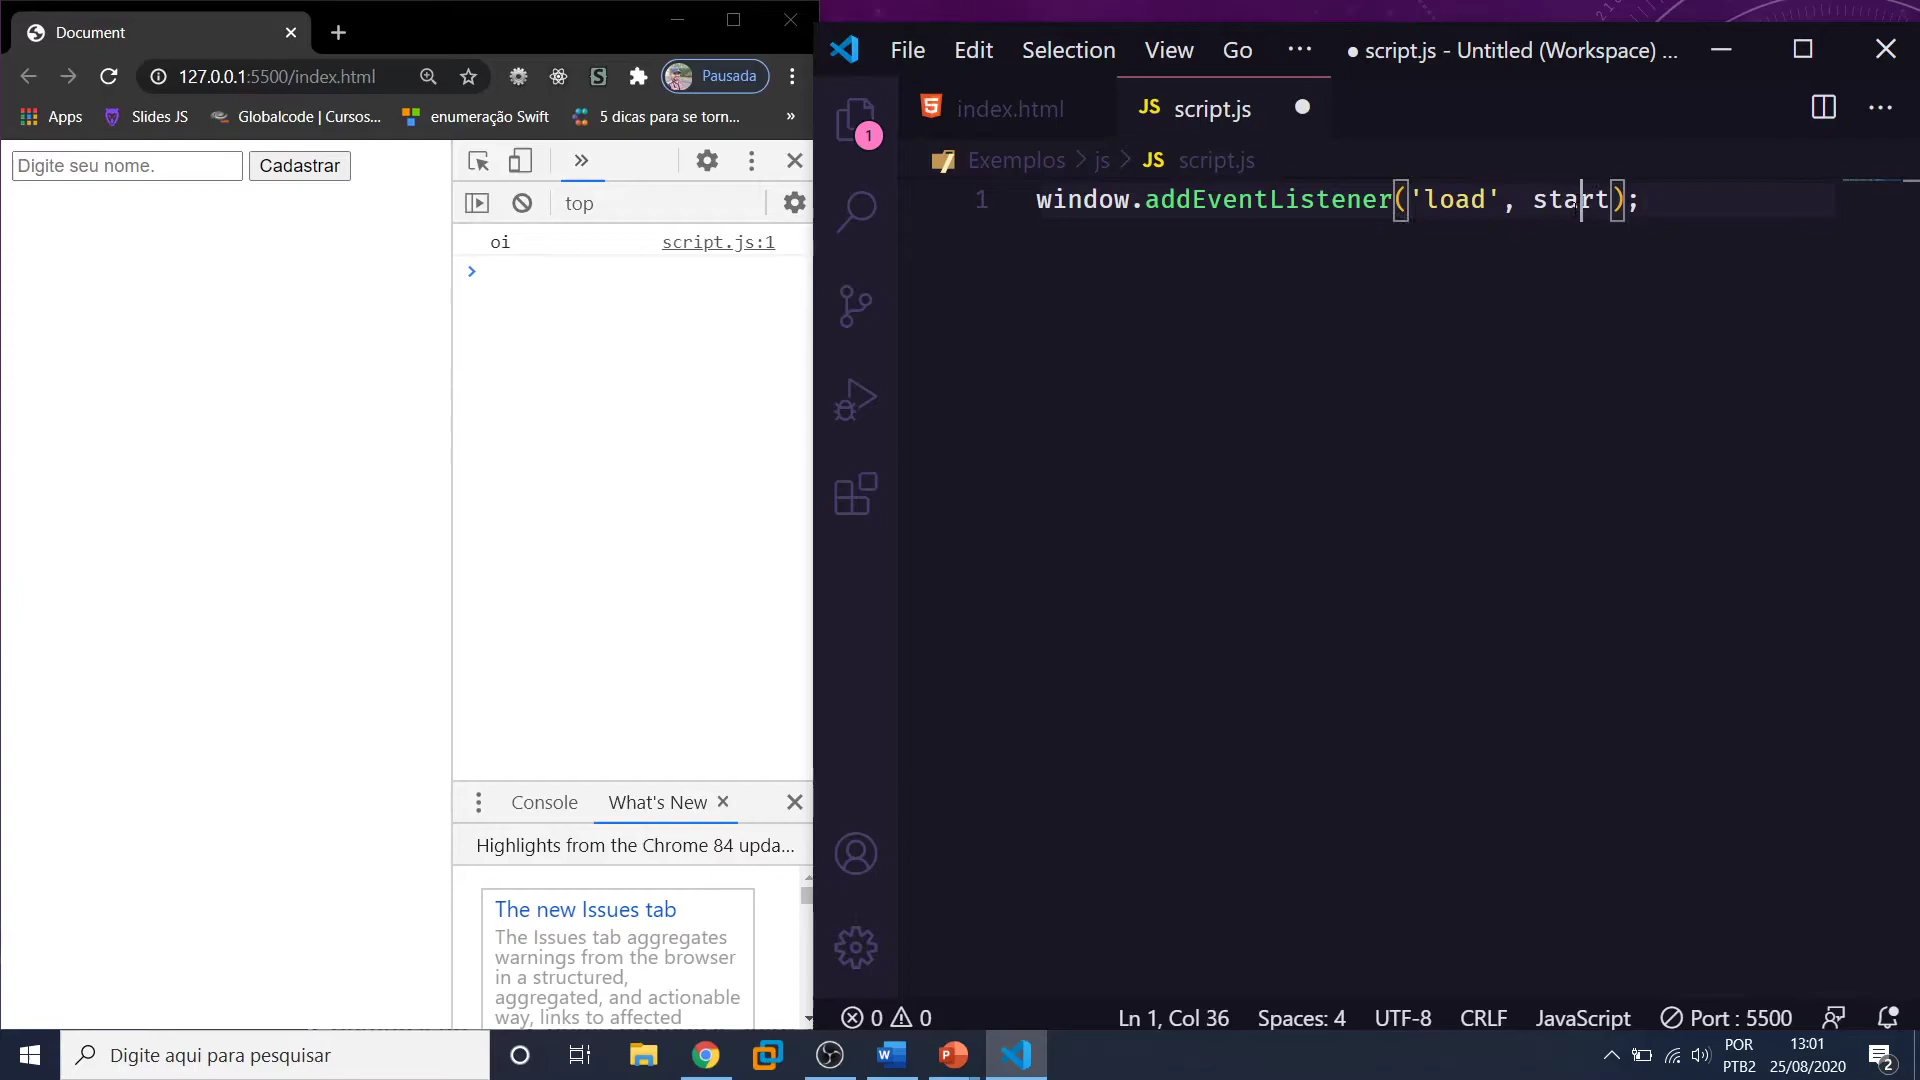 Document
127.0.0.1:5500/index.html
Pausada
Apps
Slides JS
Globalcode | Cursos...
enumeração Swift
5 dicas para se torn...
»
Digite seu nome.
Cadastrar
top
oi
script.js:1
Console
What's New
Highlights from the Chrome 84 upda...
The new Issues tab
The Issues tab aggregates
warnings from the browser
in a structured,
aggregated, and actionable
way, links to affected
File
Edit
Selection
View
Go
···
● script.js - Untitled (Workspace) ...
index.html
JS script.js
Exemplos > js > JS script.js
1
1 window.addEventListener('load', start);
0
0
Ln 1, Col 36
Spaces: 4
UTF-8
CRLF
JavaScript
Port : 5500
Digite aqui para pesquisar
POR
PTB2
13:01
25/08/2020
2